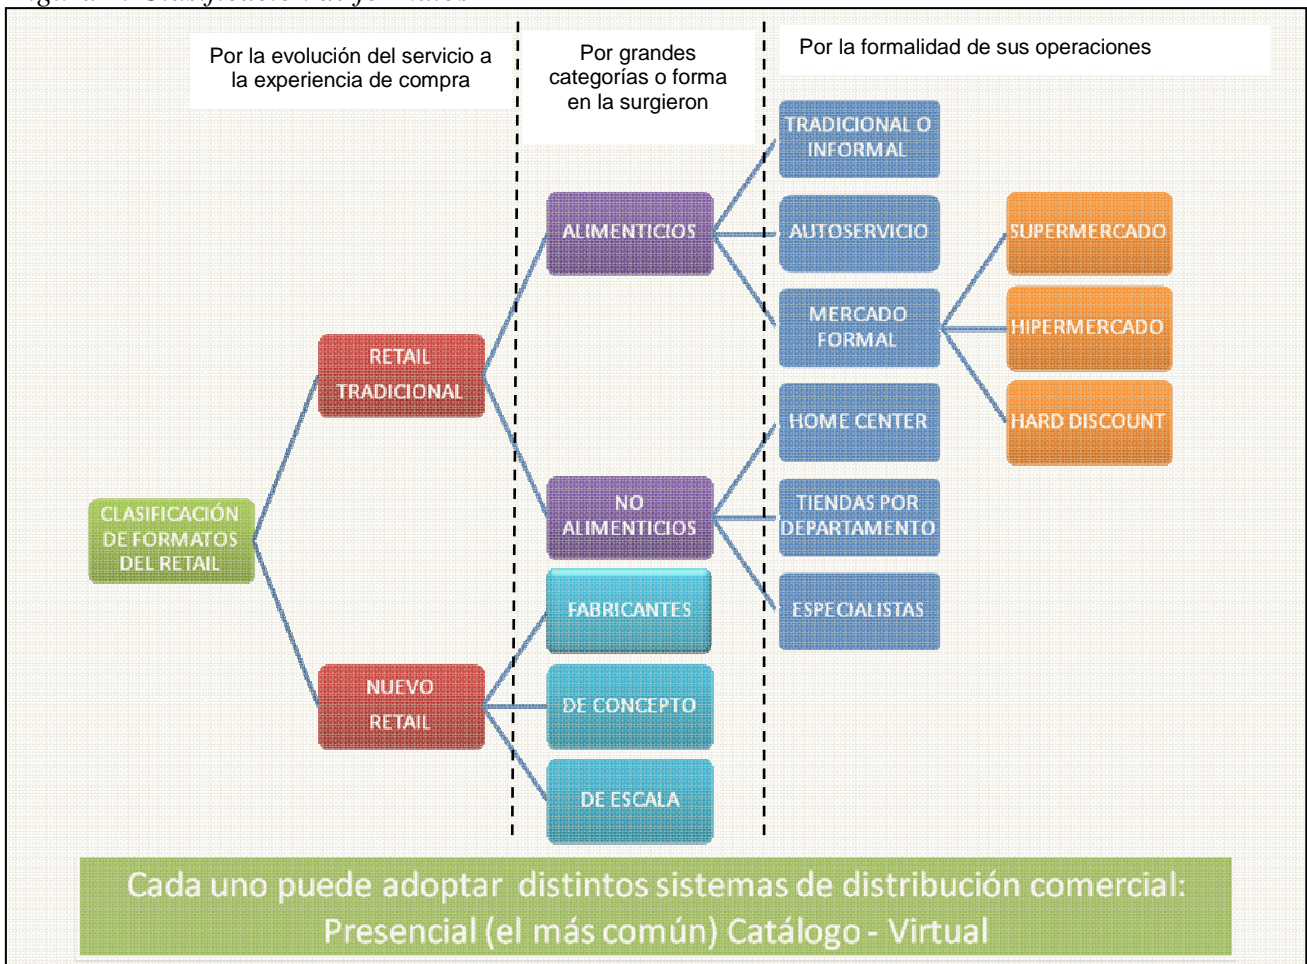 Por la evolución del servicio a
la experiencia de compra
Por grandes
categorías o forma
en la surgieron
Por la formalidad de sus operaciones
TRADICIONAL O
INFORMAL
ALIMENTICIOS
AUTOSERVICIO
SUPERMERCADO
MERCADO
FORMAL
HIPERMERCADO
RETAIL
TRADICIONAL
HOME CENTER
HARD DISCOUNT
CLASIFICACIÓN
DE FORMATOS
DEL RETAIL
NO
ALIMENTICIOS
TIENDAS POR
DEPARTAMENTO
FABRICANTES
ESPECIALISTAS
NUEVO
RETAIL
DE CONCEPTO
DE ESCALA
Cada uno puede adoptar distintos sistemas de distribución comercial:
Presencial (el más común) Catálogo - Virtual